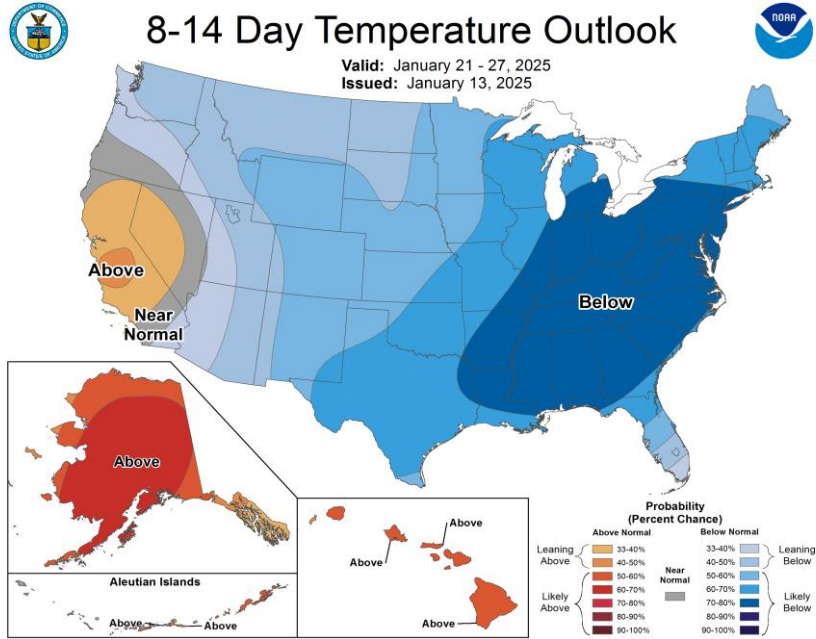 8-14 Day Temperature Outlook
Valid: January 21 - 27, 2025
Issued: January 13, 2025
NOAA
Above
Near
Normal
Below
Above
Aleutian Islands
Above
Above
Above
Above
Above
Probability
(Percent Chance)
Above Normal
Below Normal
Leaning
Above
33-40%
40-50%
Likely
Above
50-60%
60-70%
70-80%
80-90%
90-100%
Near
Normal
33-40%
40-50%
Leaning
Below
50-60%
60-70%
70-80%
80-90%
90-100%
Likely
Below